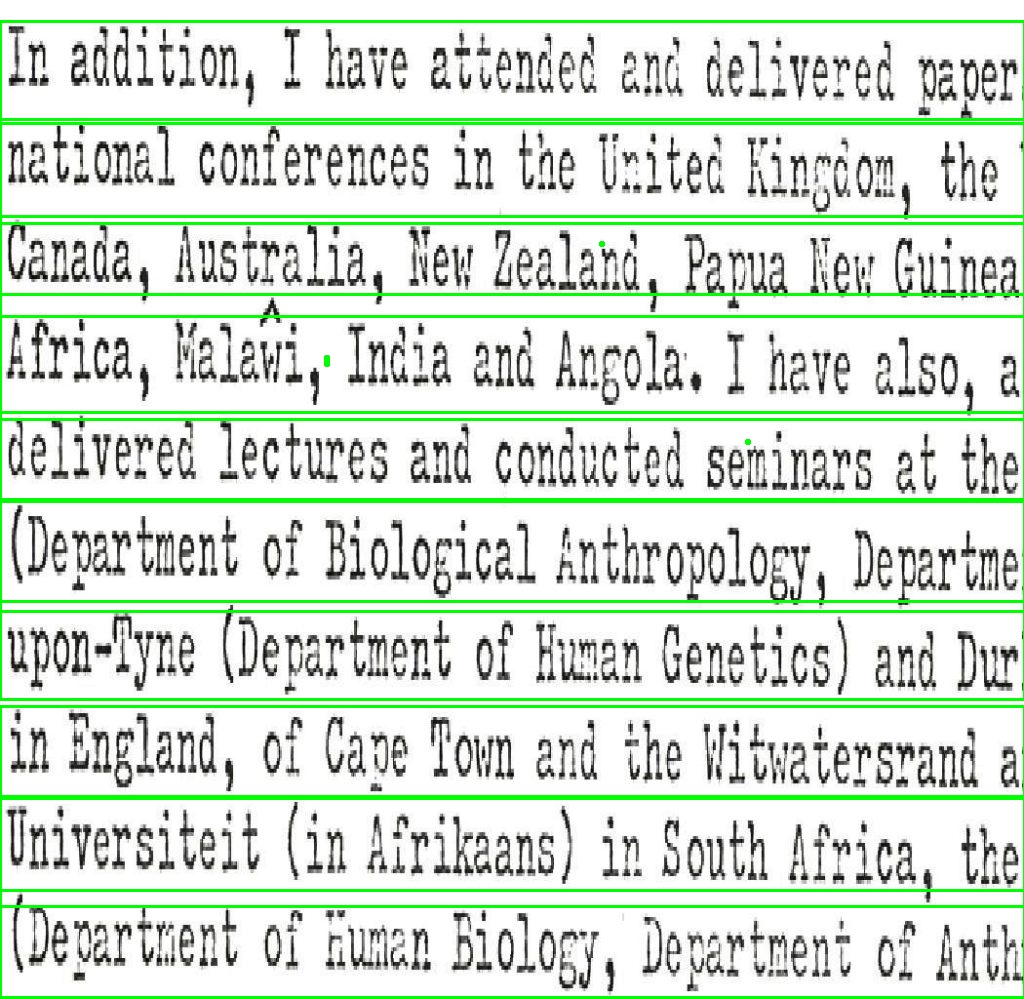 In addition, I have attended and delivered paper
national conferences in the United Kingdom, the
Canada, Australia, New Zealand, Papua New Guinea
Africa, Malaŵi, India and Angola. I have also, a
delivered lectures and conducted seminars at the
(Department of Biological Anthropology, Departme
upon-Tyne (Department of Human Genetics) and Dur
in England, of Cape Town and the Witwatersrand a
Universiteit (in Afrikaans) in South Africa, the
(Department of Human Biology, Department of Anth